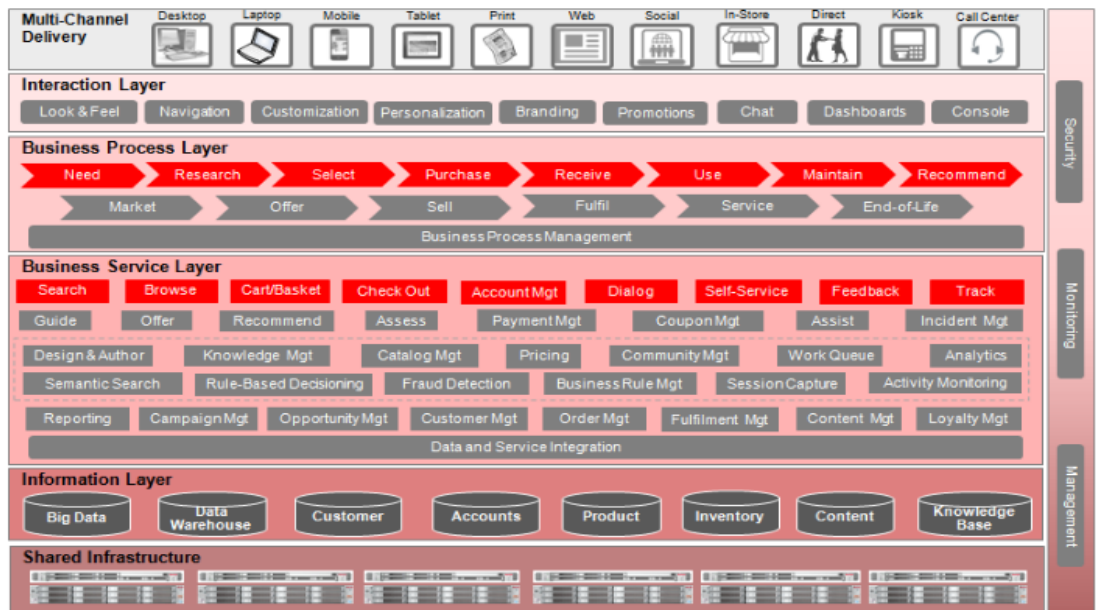 Multi-Channel
Delivery
Desktop
Laptop
Mobile
Tablet
Print
Web
Social
In-Store
Direct
Kiosk
Call Center
Interaction Layer
Look & Feel
Navigation
Customization
Personalization
Branding
Promotions
Chat
Dashboards
Console
Business Process Layer
Need
Research
Select
Purchase
Receive
Use
Maintain
Recommend
Market
Offer
Sell
Fulfil
Service
End-of-Life
Business Process Management
Business Service Layer
Search
Browse
Cart/Basket
Check Out
Account Mgt
Dialog
Self-Service
Feedback
Track
Guide
Offer
Recommend
Assess
Payment Mgt
Coupon Mgt
Assist
Incident Mgt
Design & Author
Knowledge Mgt
Catalog Mgt
Pricing
Community Mgt
Work Queue
Analytics
Semantic Search
Rule-Based Decisioning
Fraud Detection
Business Rule Mgt
Session Capture
Activity Monitoring
Reporting
Campaign Mgt
Opportunity Mgt
Customer Mgt
Order Mgt
Fulfilment Mgt
Content Mgt
Loyalty Mgt
Data and Service Integration
Information Layer
Big Data
Data
Warehouse
Customer
Accounts
Product
Inventory
Content
Knowledge
Base
Shared Infrastructure
Security
Monitoring
Management